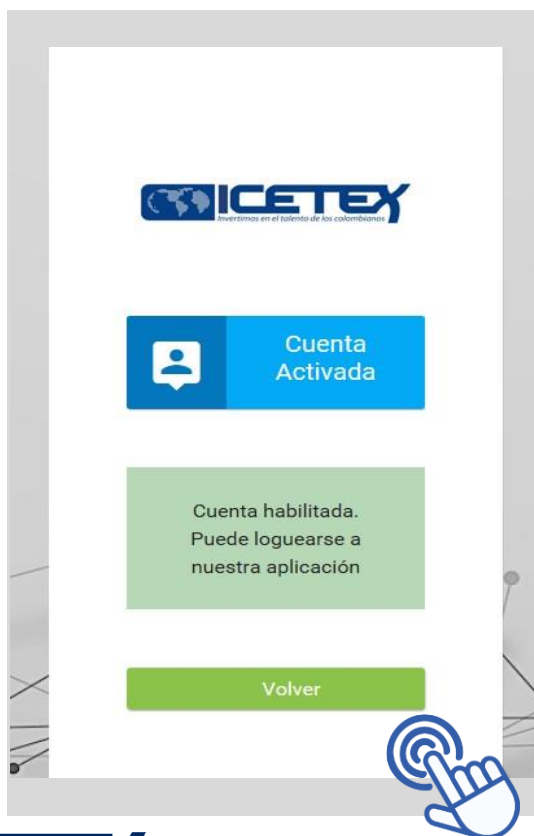 ICETEX
Invertimos en el talento de los colombianos
Cuenta
Activada
Cuenta habilitada.
Puede loguearse a
nuestra aplicación
Volver